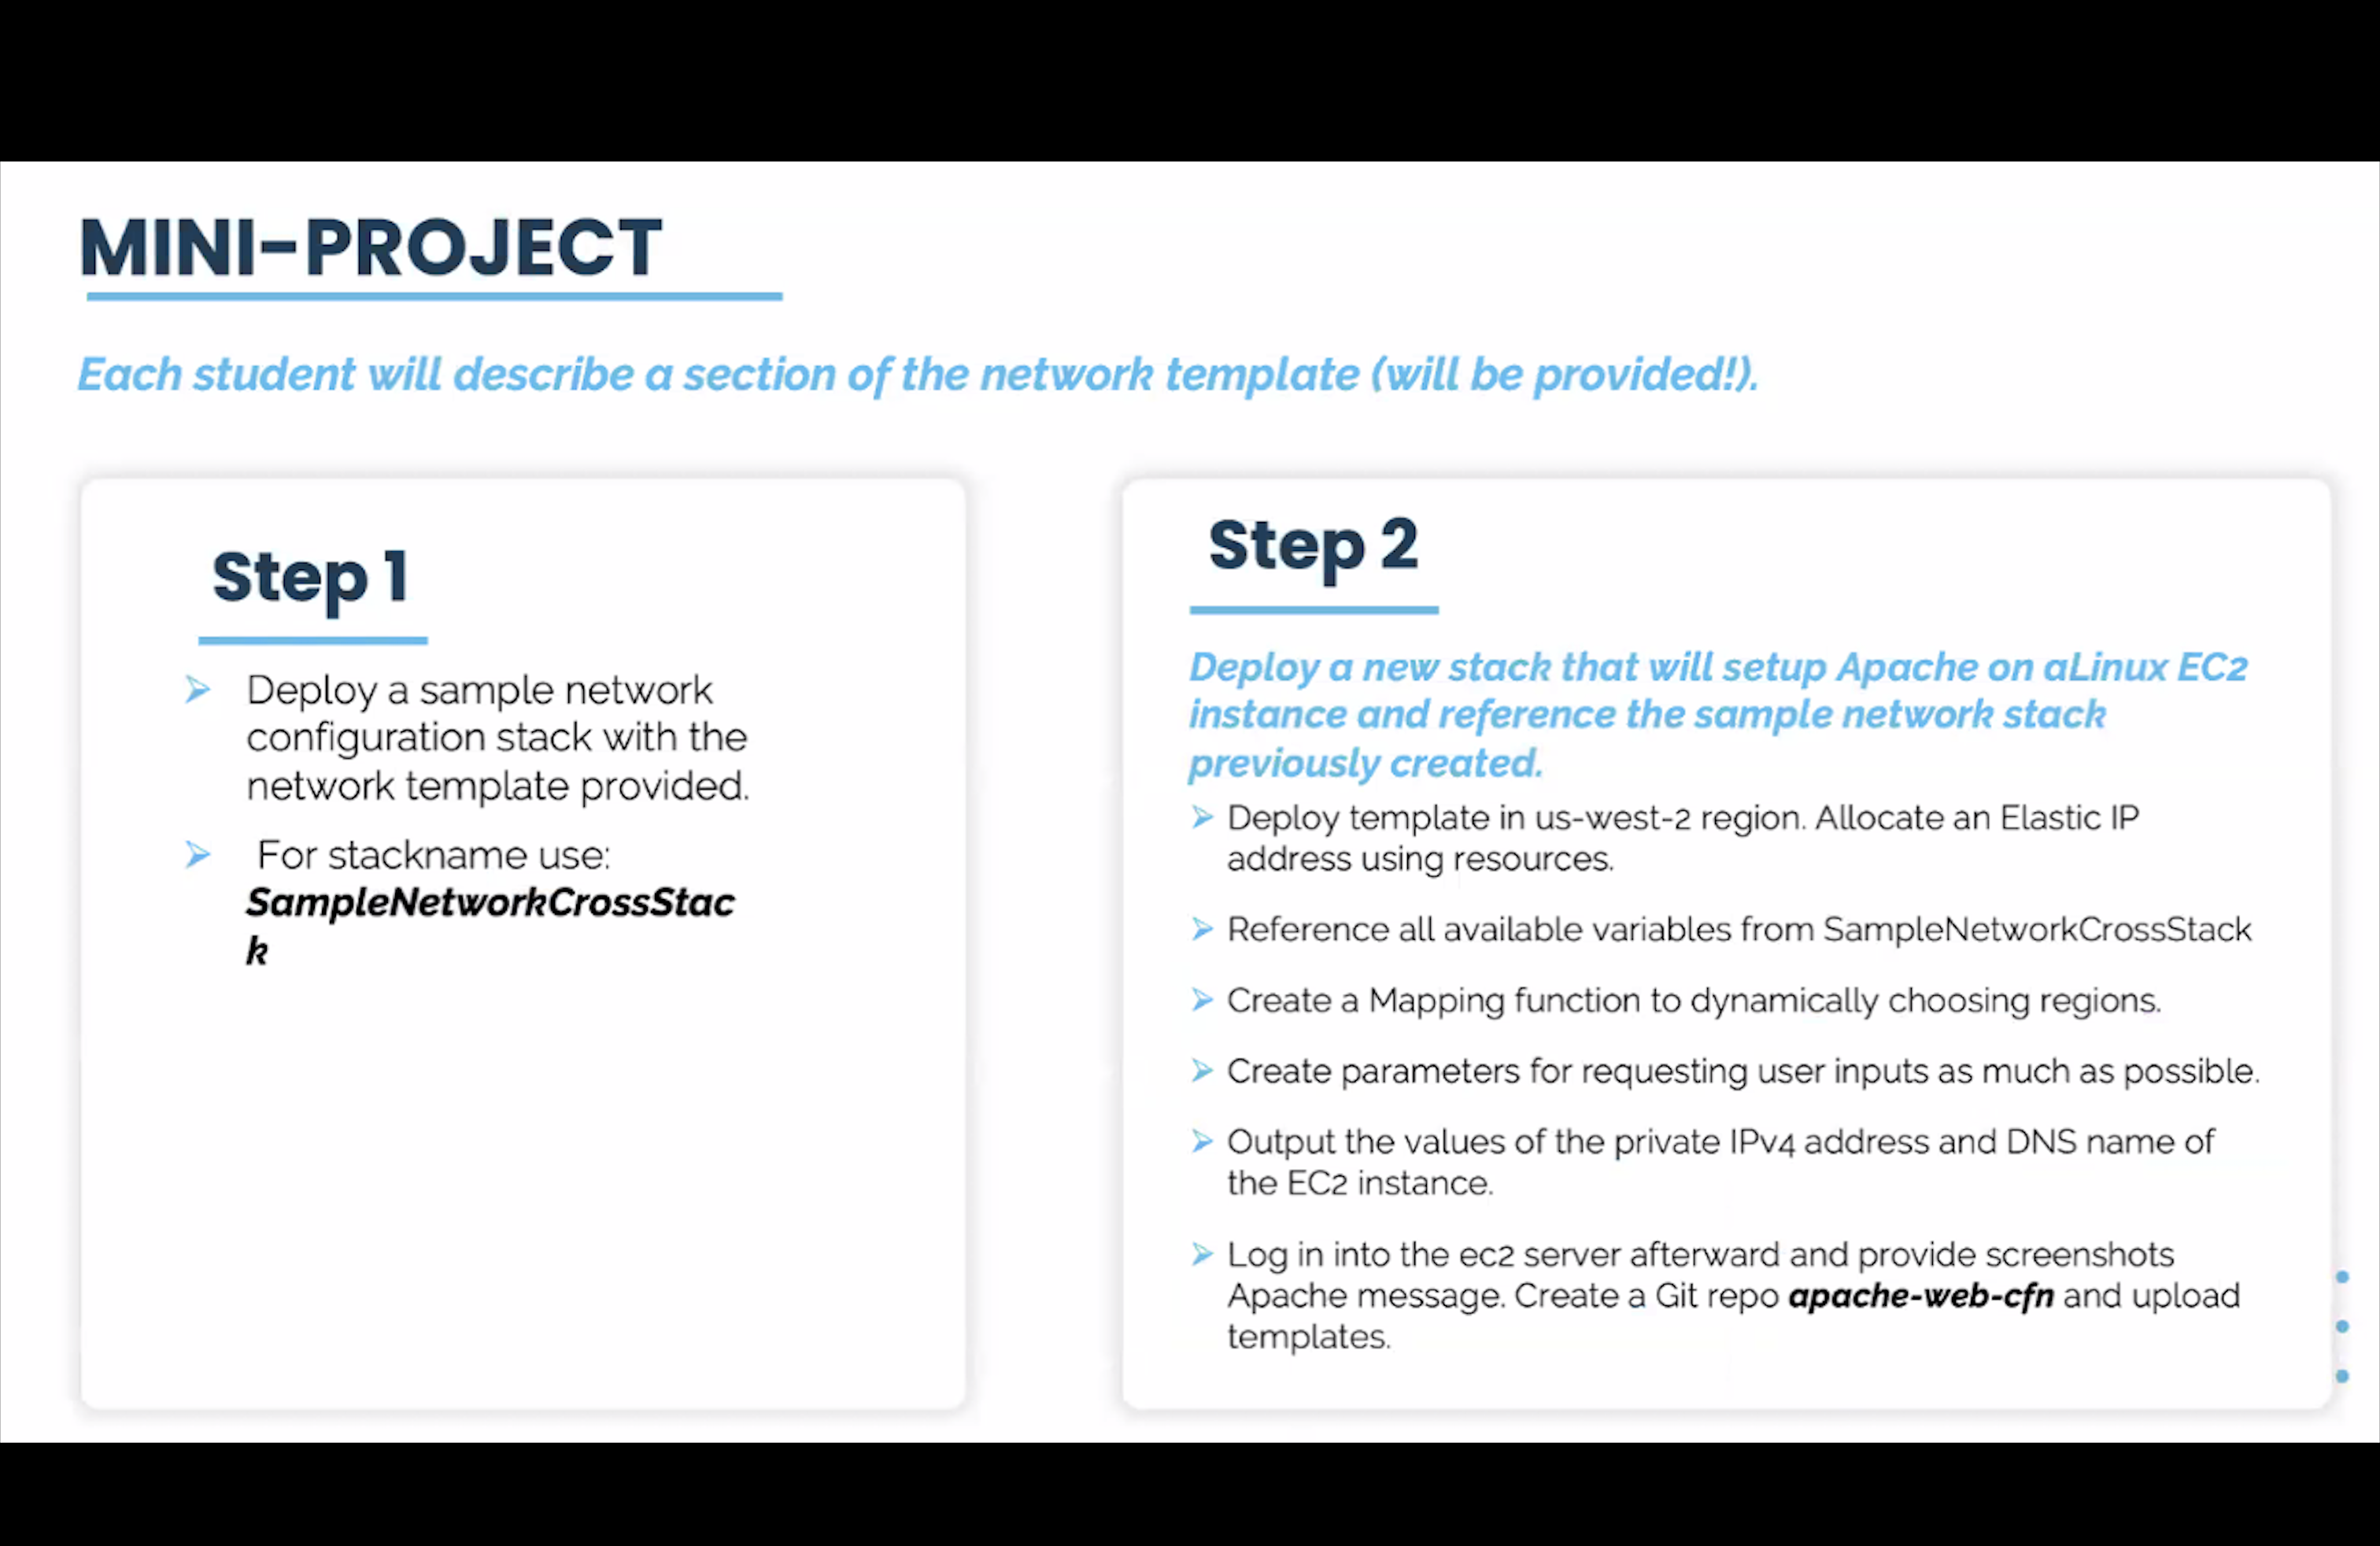 MINI-PROJECT
Each student will describe a section of the network template (will be provided!).
Step 1
Deploy a sample network
configuration stack with the
network template provided.
For stackname use:
SampleNetworkCrossStac
k
Step 2
Deploy a new stack that will setup Apache on aLinux EC2
instance and reference the sample network stack
previously created.
Deploy template in us-west-2 region. Allocate an Elastic IP
address using resources.
Reference all available variables from SampleNetworkCrossStack
Create a Mapping function to dynamically choosing regions.
Create parameters for requesting user inputs as much as possible.
Output the values of the private IPv4 address and DNS name of
the EC2 instance.
Log in into the ec2 server afterward and provide screenshots
Apache message. Create a Git repo apache-web-cfn and upload
templates.